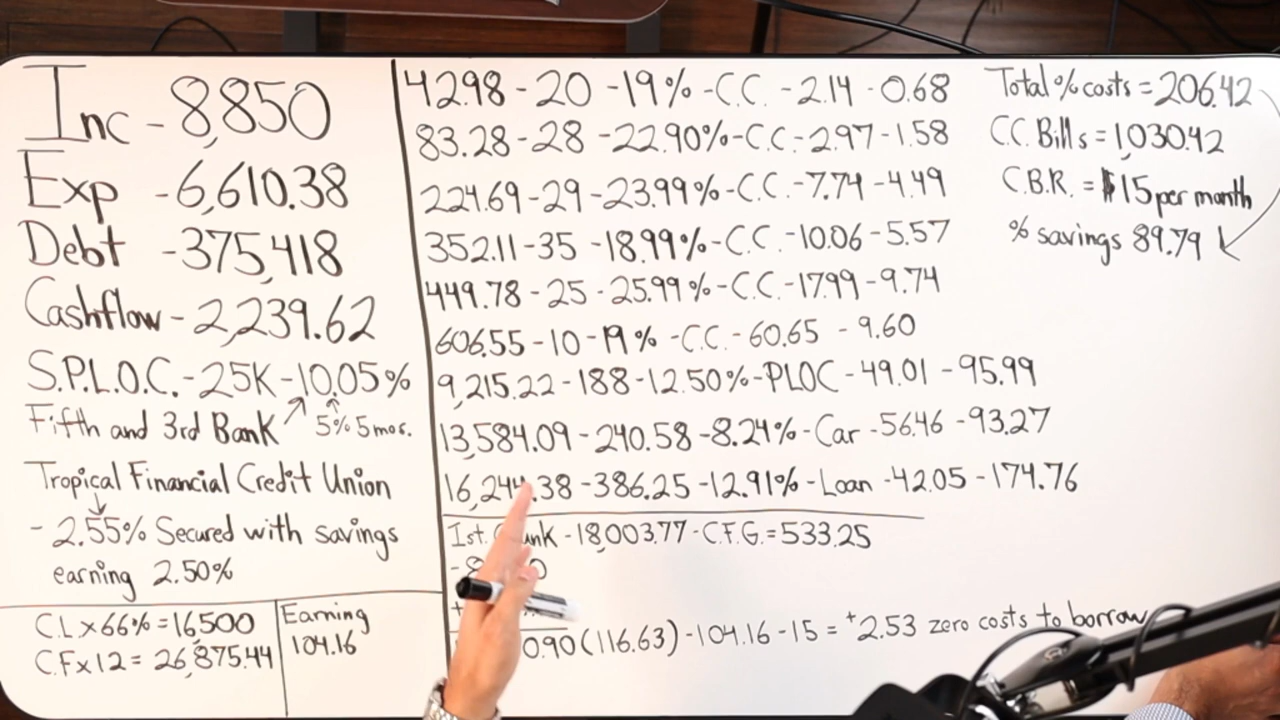 Inc - 8,850
Exp - 6,610.38
Debt - 375,418
Cashflow - 2,239.62
S.P.L.O.C. - 25K - 10.05%
Fifth and 3rd Bank 5% 5 mos.
Tropical Financial Credit Union
- 2.55% Secured with savings
earning 2.50%
C.L x 66% = 16,500
C.F x 12 = 26,875.44
Earning
104.16
42.98 - 20 - 19% - C.C. - 2.14 - 0.68
83.28 - 28 - 22.90% - C.C. - 2.97 - 1.58
224.69 - 29 - 23.99% - C.C. - 7.74 - 4.49
352.11 - 35 - 18.99% - C.C. - 10.06 - 5.57
449.78 - 25 - 25.99% - C.C. - 17.99 - 9.74
606.55 - 10 - 19% - C.C. - 60.65 - 9.60
9,215.22 - 188 - 12.50% - PLOC - 49.01 - 95.99
13,584.09 - 240.58 - 8.24% - Car - 56.46 - 93.27
16,244.38 - 386.25 - 12.91% - Loan - 42.05 - 174.76
1st. - 18,003.77 - C.F.G. = 533.25
0.90 (116.63) - 104.16 - 15 = +2.53 zero costs to borrow
Total % costs = 206.42
C.C. Bills = 1,030.42
C.B.R. = $15 per month
% savings 89.79